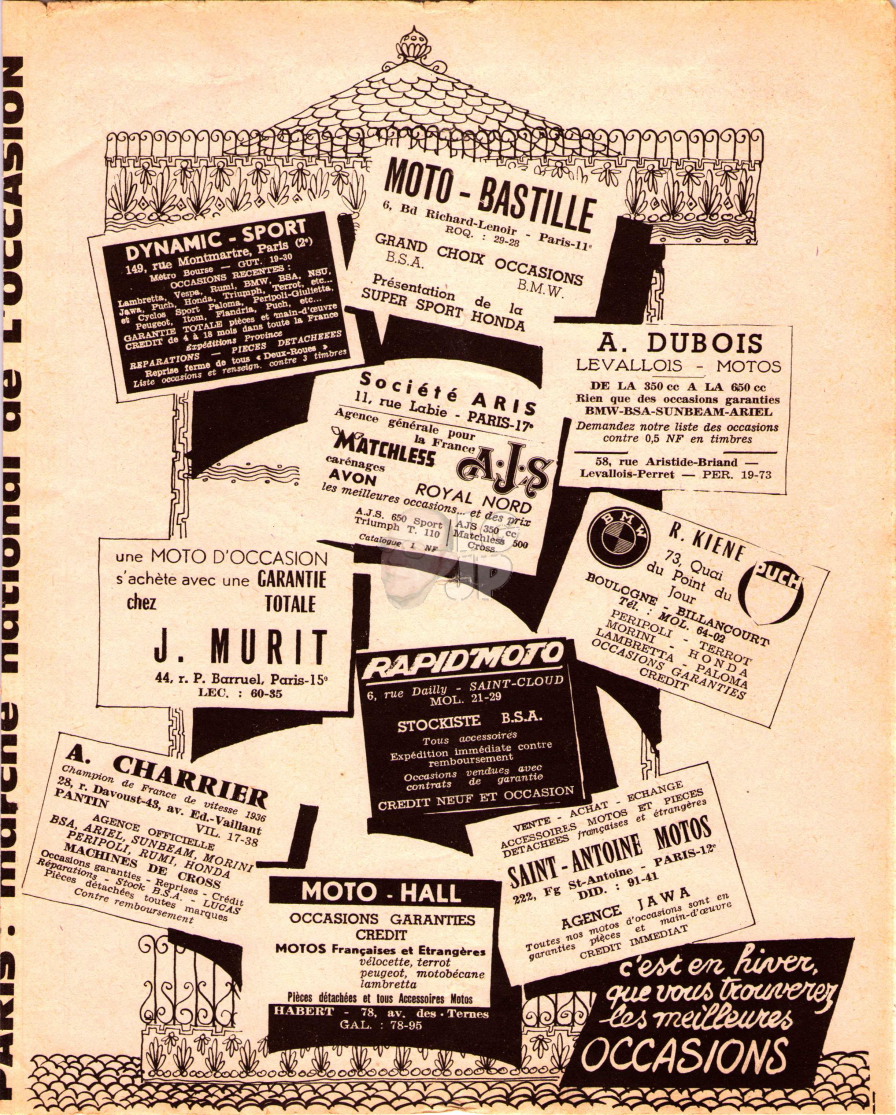 PARIS : marché national de L'OCCASION
MOTO - BASTILLE
6, Bd Richard-Lenoir - Paris-11e
ROQ. : 29-28
GRAND CHOIX OCCASIONS
B.S.A.
B.M.W.
Présentation de la
SUPER SPORT HONDA
DYNAMIC - SPORT
149, rue Montmartre, Paris (2e)
Métro Bourse — GUT. 19-30
OCCASIONS RECENTES :
Lambretta, Vespa, Rumi, BMW, BSA, NSU,
Jawa, Puch, Honda, Triumph, Terrot, etc...
et Cyclos Sport Paloma, Peripoli-Giulietta,
Peugeot, Itom, Flandria, Puch, etc...
GARANTIE TOTALE pièces et main-d'œuvre
CREDIT de 4 à 18 mois dans toute la France
Expéditions Province
REPARATIONS — PIECES DETACHEES
Reprise ferme de tous « Deux-Roues »
Liste occasions et renseign. contre 3 timbres
A. DUBOIS
LEVALLOIS - MOTOS
DE LA 350 cc A LA 650 cc
Rien que des occasions garanties
BMW-BSA-SUNBEAM-ARIEL
Demandez notre liste des occasions
contre 0,5 NF en timbres
58, rue Aristide-Briand —
Levallois-Perret — PER. 19-73
Société ARIS
11, rue Labie - PARIS-17e
Agence générale pour
la France
MATCHLESS
A.J.S
carénages
AVON
ROYAL NORD
les meilleures occasions... et des prix
A.J.S. 650 Sport
Triumph T. 110
AJS 350 cc
Matchless 500
Cross
Catalogue 1 NF
BMW
PUCH
R. KIENE
73, Quai
du Point du
Jour
BOULOGNE - BILLANCOURT
Tél. : MOL. 64-02
PERIPOLI - TERROT
MORINI - HONDA
LAMBRETTA - PALOMA
OCCASIONS GARANTIES
CREDIT
une MOTO D'OCCASION
s'achète avec une GARANTIE
chez TOTALE
J. MURIT
44, r. P. Barruel, Paris-15e
LEC. : 60-35
RAPID'MOTO
6, rue Dailly - SAINT-CLOUD
MOL. 21-29
STOCKISTE B.S.A.
Tous accessoires
Expédition immédiate contre
remboursement
Occasions vendues avec
contrats de garantie
CREDIT NEUF ET OCCASION
A. CHARRIER
Champion de France de vitesse 1936
28, r. Davoust-43, av. Ed.-Vaillant
PANTIN VIL. 17-38
AGENCE OFFICIELLE
BSA, ARIEL, SUNBEAM, MORINI
PERIPOLI, RUMI, HONDA
MACHINES DE CROSS
Occasions garanties - Reprises - Crédit
Réparations - Stock B.S.A. - LUCAS
Pièces détachées toutes marques
Contre remboursement
VENTE - ACHAT - ECHANGE
ACCESSOIRES MOTOS ET PIECES
DETACHEES françaises et étrangères
SAINT-ANTOINE MOTOS
222, Fg St-Antoine - PARIS-12e
DID. : 91-41
AGENCE JAWA
Toutes nos motos d'occasions sont en
garanties pièces et main-d'œuvre
CREDIT IMMEDIAT
MOTO - HALL
OCCASIONS GARANTIES
CREDIT
MOTOS Françaises et Etrangères
vélocette, terrot
peugeot, motobécane
lambretta
Pièces détachées et tous Accessoires Motos
HABERT - 78, av. des Ternes
GAL. : 78-95
c'est en hiver,
que vous trouverez
les meilleures
OCCASIONS